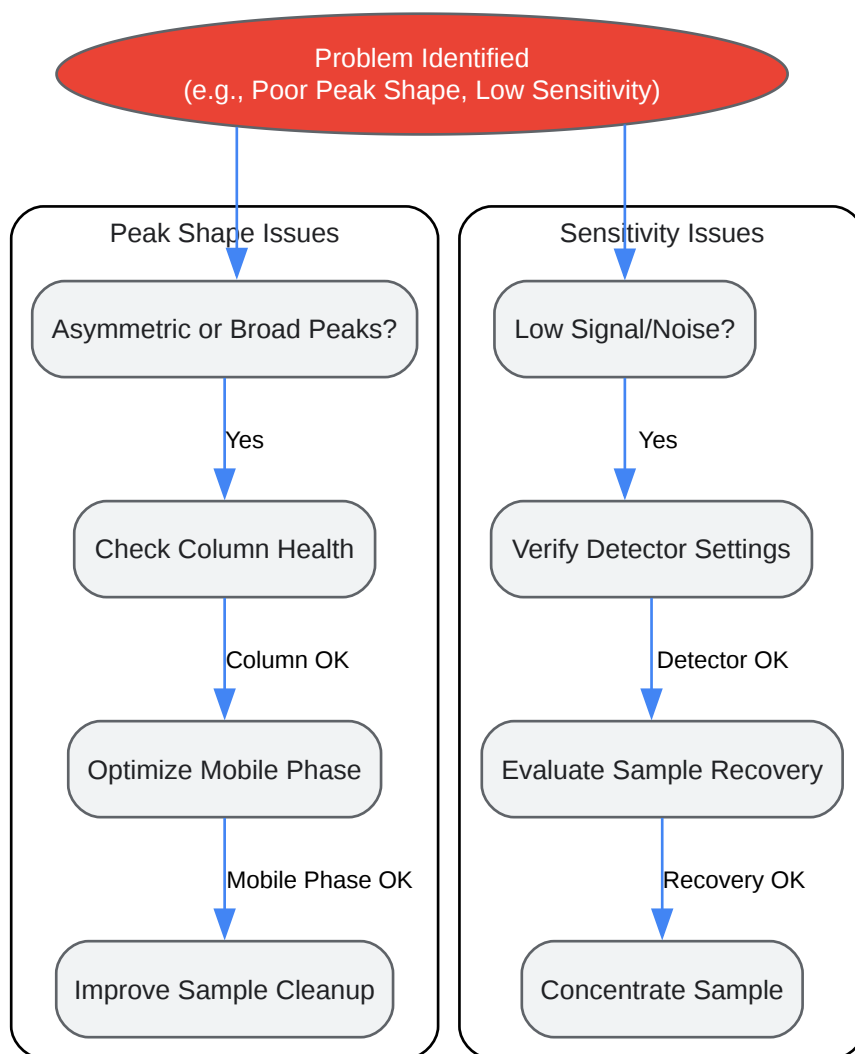 Problem Identified
(e.g., Poor Peak Shape, Low Sensitivity)
Peak Shape Issues
Asymmetric or Broad Peaks?
Yes
Check Column Health
Column OK
Optimize Mobile Phase
Mobile Phase OK
Improve Sample Cleanup
Sensitivity Issues
Low Signal/Noise?
Yes
Verify Detector Settings
Detector OK
Evaluate Sample Recovery
Recovery OK
Concentrate Sample